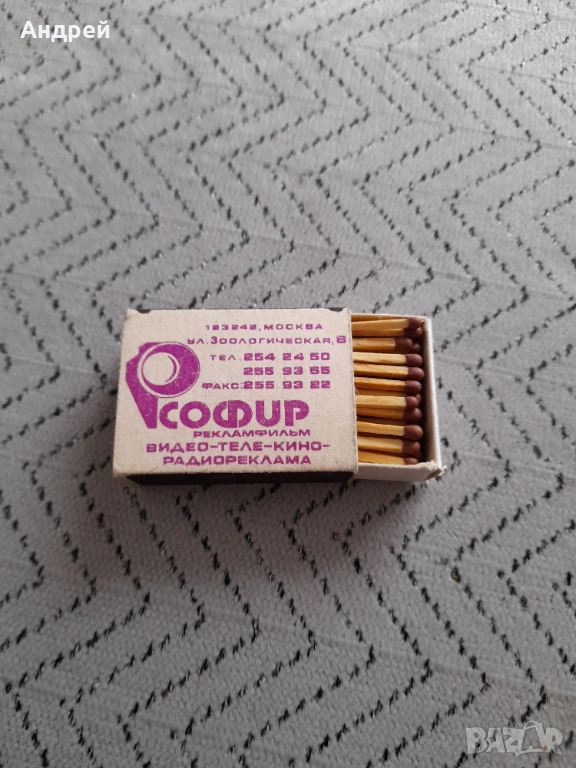 Андрей
123242, МОСКВА
УЛ. ЗООЛОГИЧЕСКАЯ, 8
ТЕЛ. 254 24 50
255 93 55
ФАКС: 255 93 22
СОФИР
РЕКЛАМФИЛЬМ
ВИДЕО-ТЕЛЕ-КИНО-
РАДИОРЕКЛАМА
BAZAR